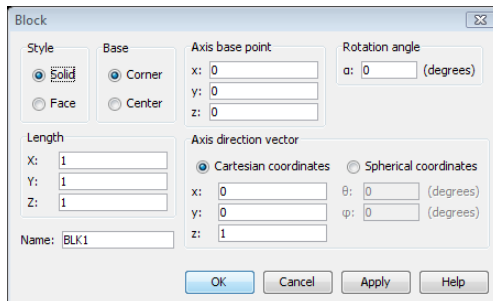 Block
Style
Solid
Face
Base
Corner
Center
Axis base point
x: 0
y: 0
z: 0
Rotation angle
α: 0 (degrees)
Length
X: 1
Y: 1
Z: 1
Axis direction vector
Cartesian coordinates
Spherical coordinates
x: 0
y: 0
z: 1
θ: 0 (degrees)
φ: 0 (degrees)
Name: BLK1
OK Cancel Apply Help